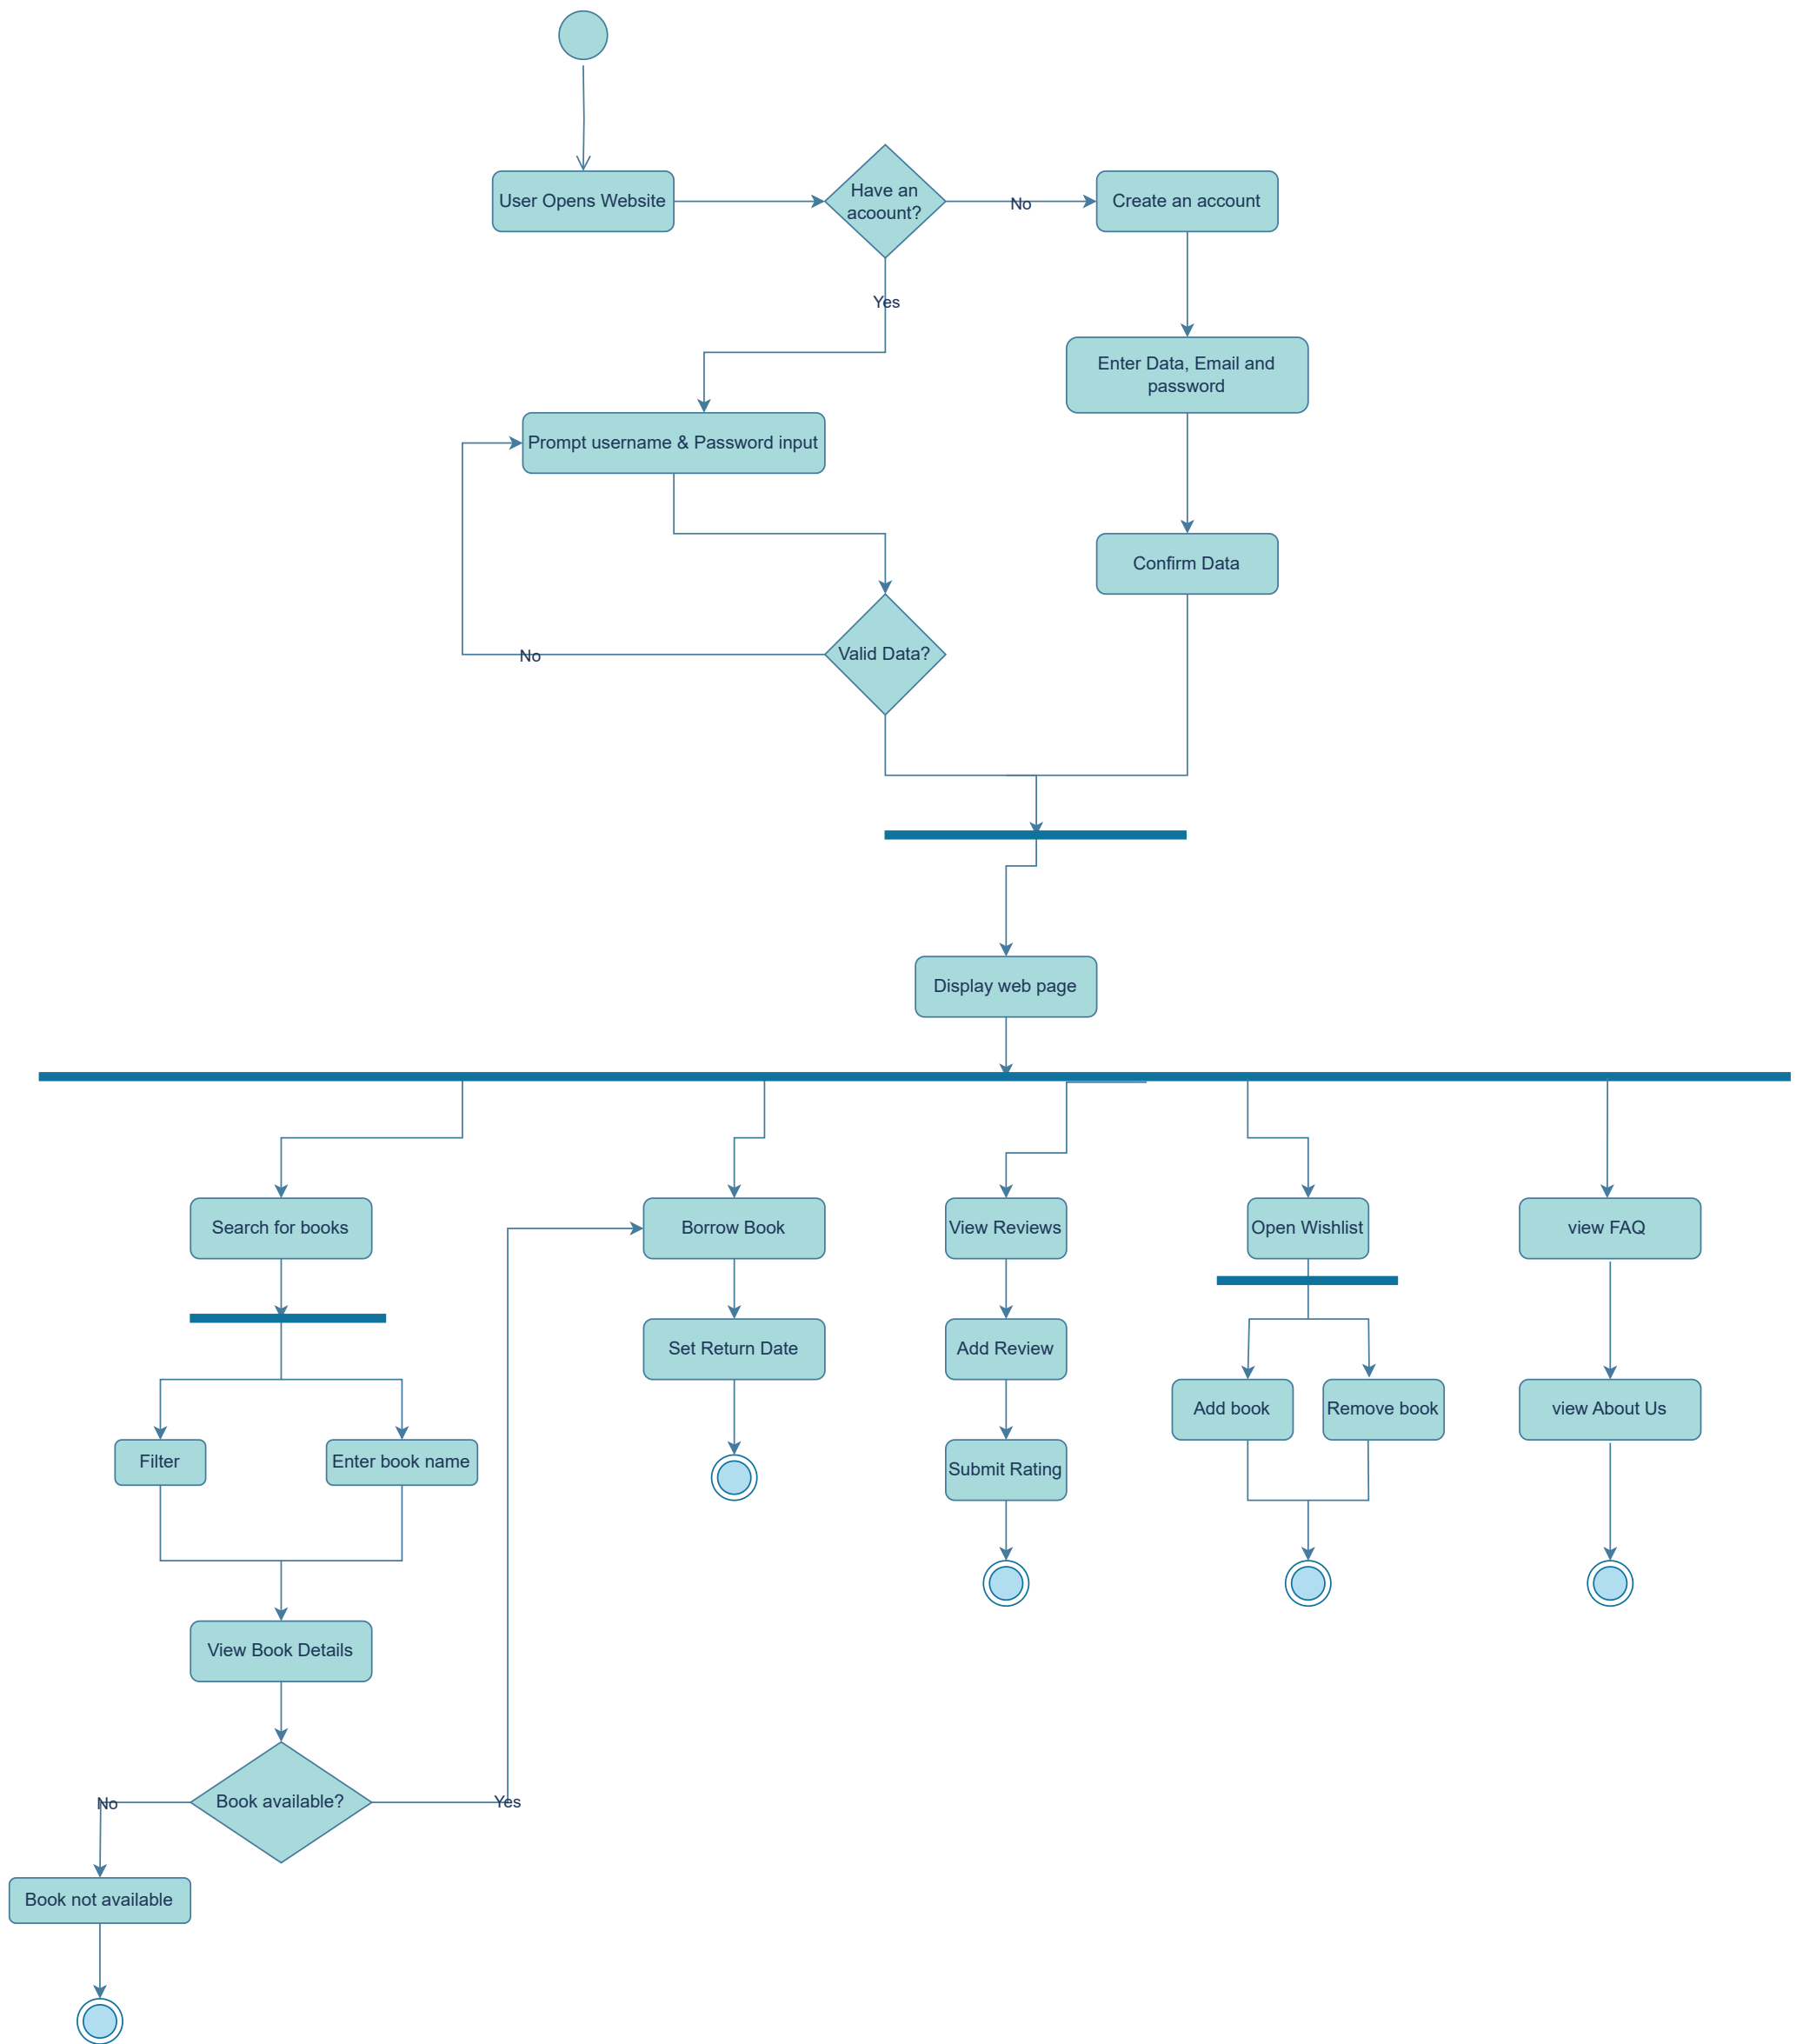 User Opens Website
Have an
acoount?
No
Create an account
Yes
Enter Data, Email and
password
Prompt username & Password input
Confirm Data
Valid Data?
No
Display web page
Search for books
Borrow Book
View Reviews
Open Wishlist
view FAQ
Set Return Date
Add Review
Add book
Remove book
view About Us
Filter
Enter book name
Submit Rating
View Book Details
Book available?
No
Yes
Book not available